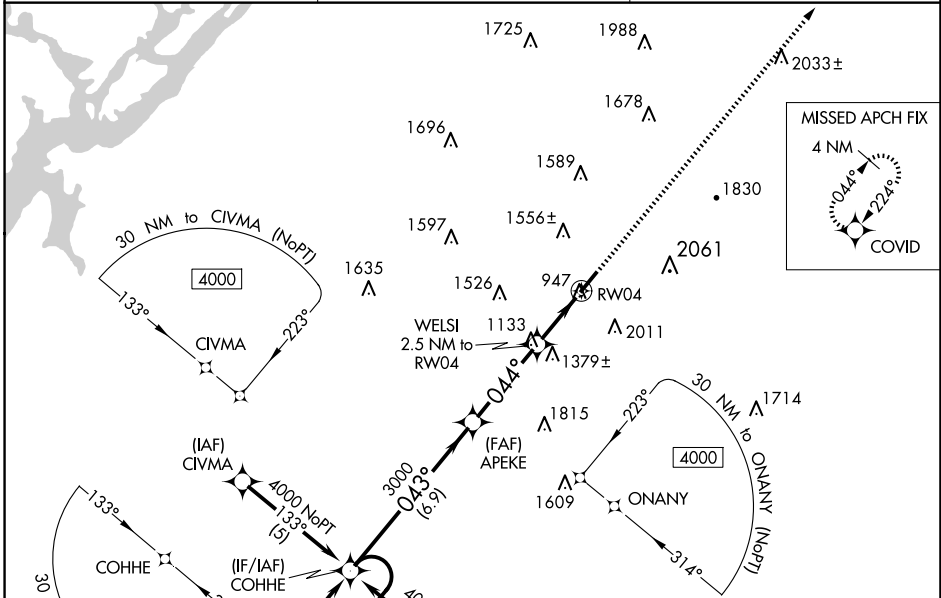 1725
1988
2033±
1678
MISSED APCH FIX
4 NM
044°
224°
COVID
1696
1589
1830
30 NM to CIVMA (NoPT)
4000
133°
223°
CIVMA
1597
1556±
1635
1526
947
RW04
2061
WELSI
2.5 NM to
RW04
1133
2011
1379±
044°
1815
(FAF)
APEKE
30 NM to ONANY (NoPT)
4000
223°
1714
1609
ONANY
314°
(IAF)
CIVMA
4000 NoPT
133°
(5)
3000
043°
(6.9)
133°
COHHE
(IF/IAF)
COHHE
30